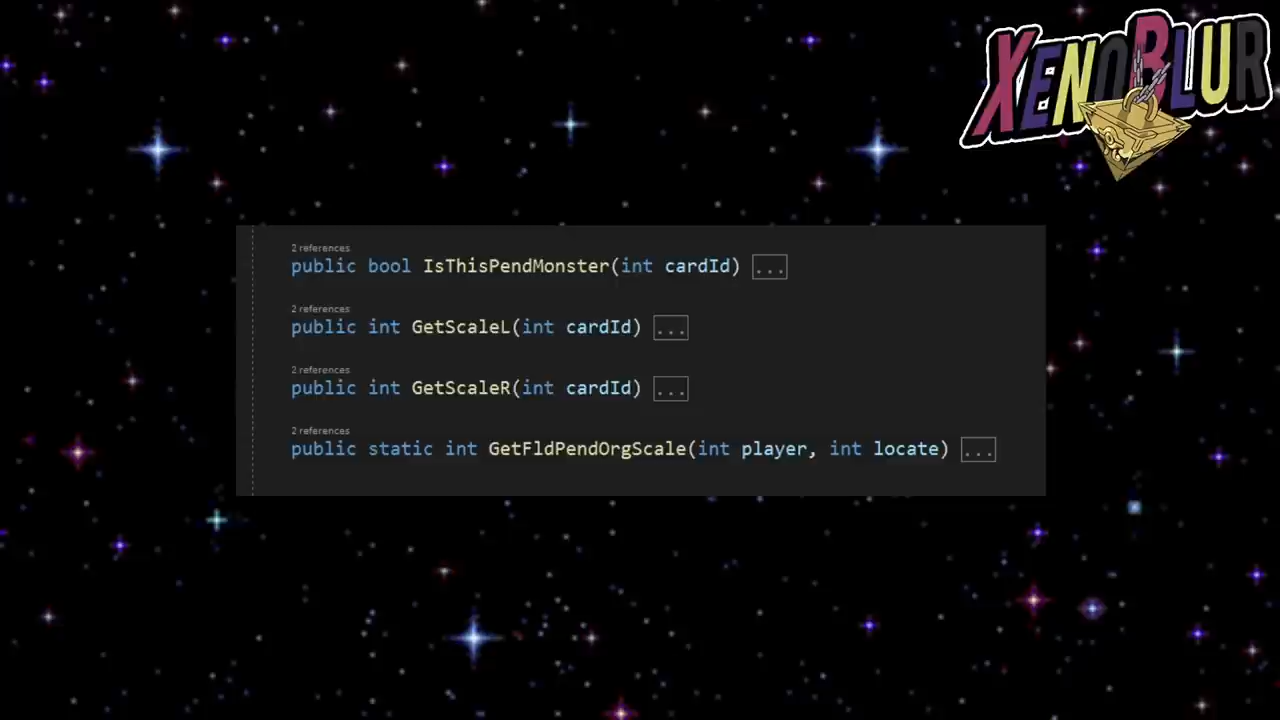 XENOBLUR
2 references
public bool IsThisPendMonster(int cardId) ...
2 references
public int GetScaleL(int cardId) ...
2 references
public int GetScaleR(int cardId) ...
2 references
public static int GetFldPendOrgScale(int player, int locate) ...